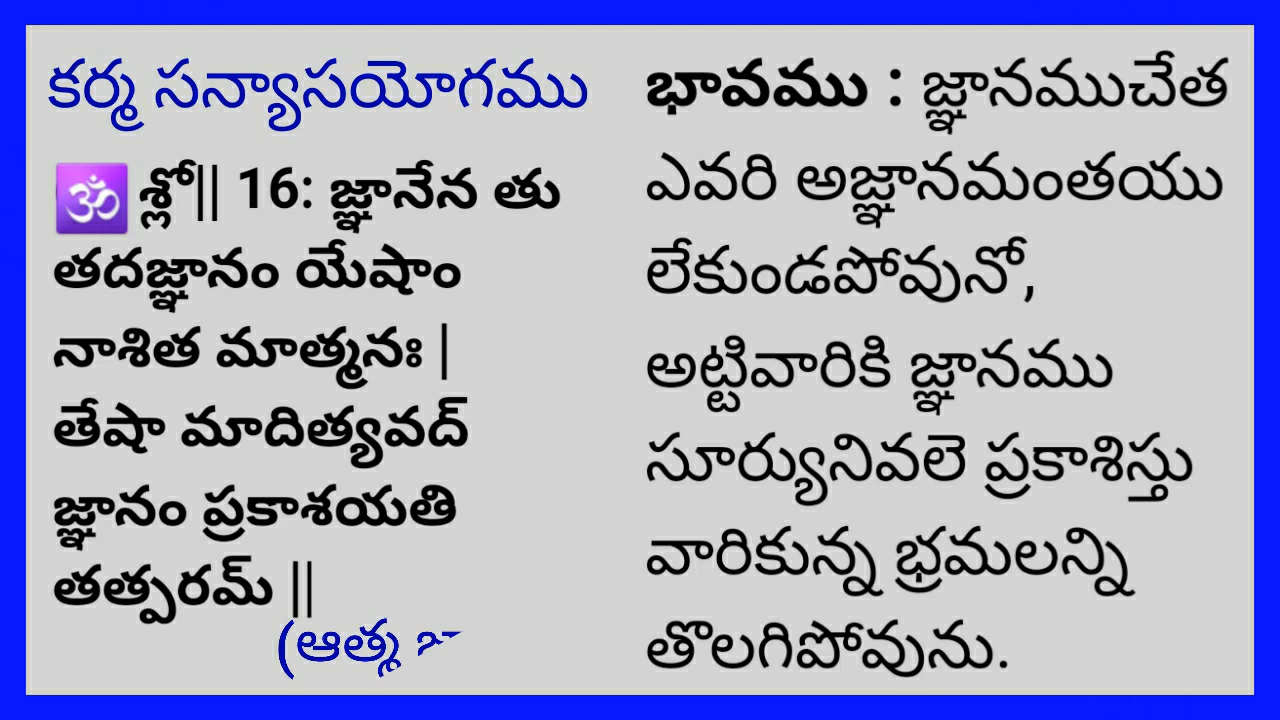 కర్మ సన్యాసయోగము
🕉 శ్లో|| 16: జ్ఞానేన తు
తదజ్ఞానం యేషాం
నాశిత మాత్మనః |
తేషా మాదిత్యవద్
జ్ఞానం ప్రకాశయతి
తత్పరమ్ ||
(ఆత్మ
భావము : జ్ఞానముచేత
ఎవరి అజ్ఞానమంతయు
లేకుండపోవునో,
అట్టివారికి జ్ఞానము
సూర్యునివలె ప్రకాశిస్తు
వారికున్న భ్రమలన్ని
తొలగిపోవును.